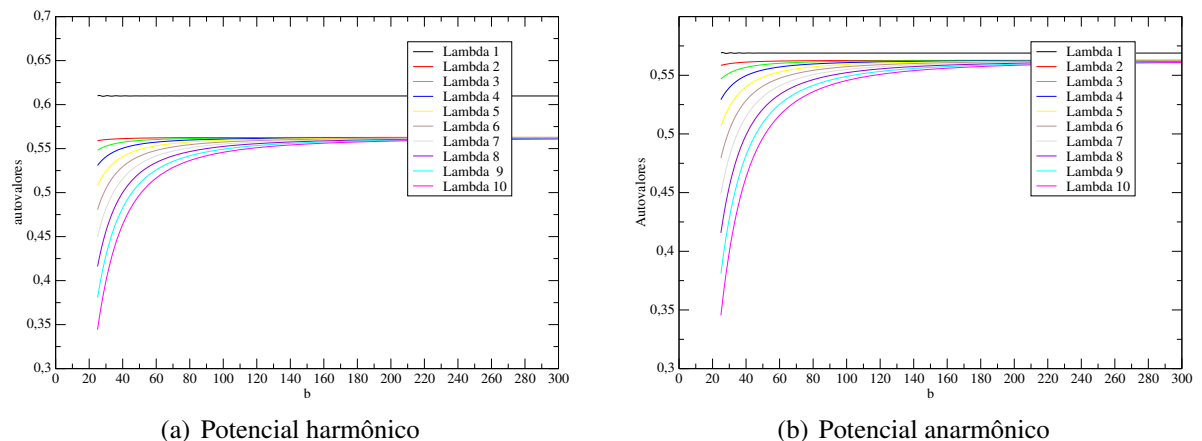 0,7
0,65
0,6
0,55
0,5
0,45
0,4
0,35
0,3
autovalores
0 20 40 60 80 100 120 140 160 180 200 220 240 260 280 300
b
Lambda 1
Lambda 2
Lambda 3
Lambda 4
Lambda 5
Lambda 6
Lambda 7
Lambda 8
Lambda 9
Lambda 10
(a) Potencial harmônico
0,55
0,5
0,45
0,4
0,35
0,3
Autovalores
0 20 40 60 80 100 120 140 160 180 200 220 240 260 280 300
b
Lambda 1
Lambda 2
Lambda 3
Lambda 4
Lambda 5
Lambda 6
Lambda 7
Lambda 8
Lambda 9
Lambda 10
(b) Potencial anarmônico